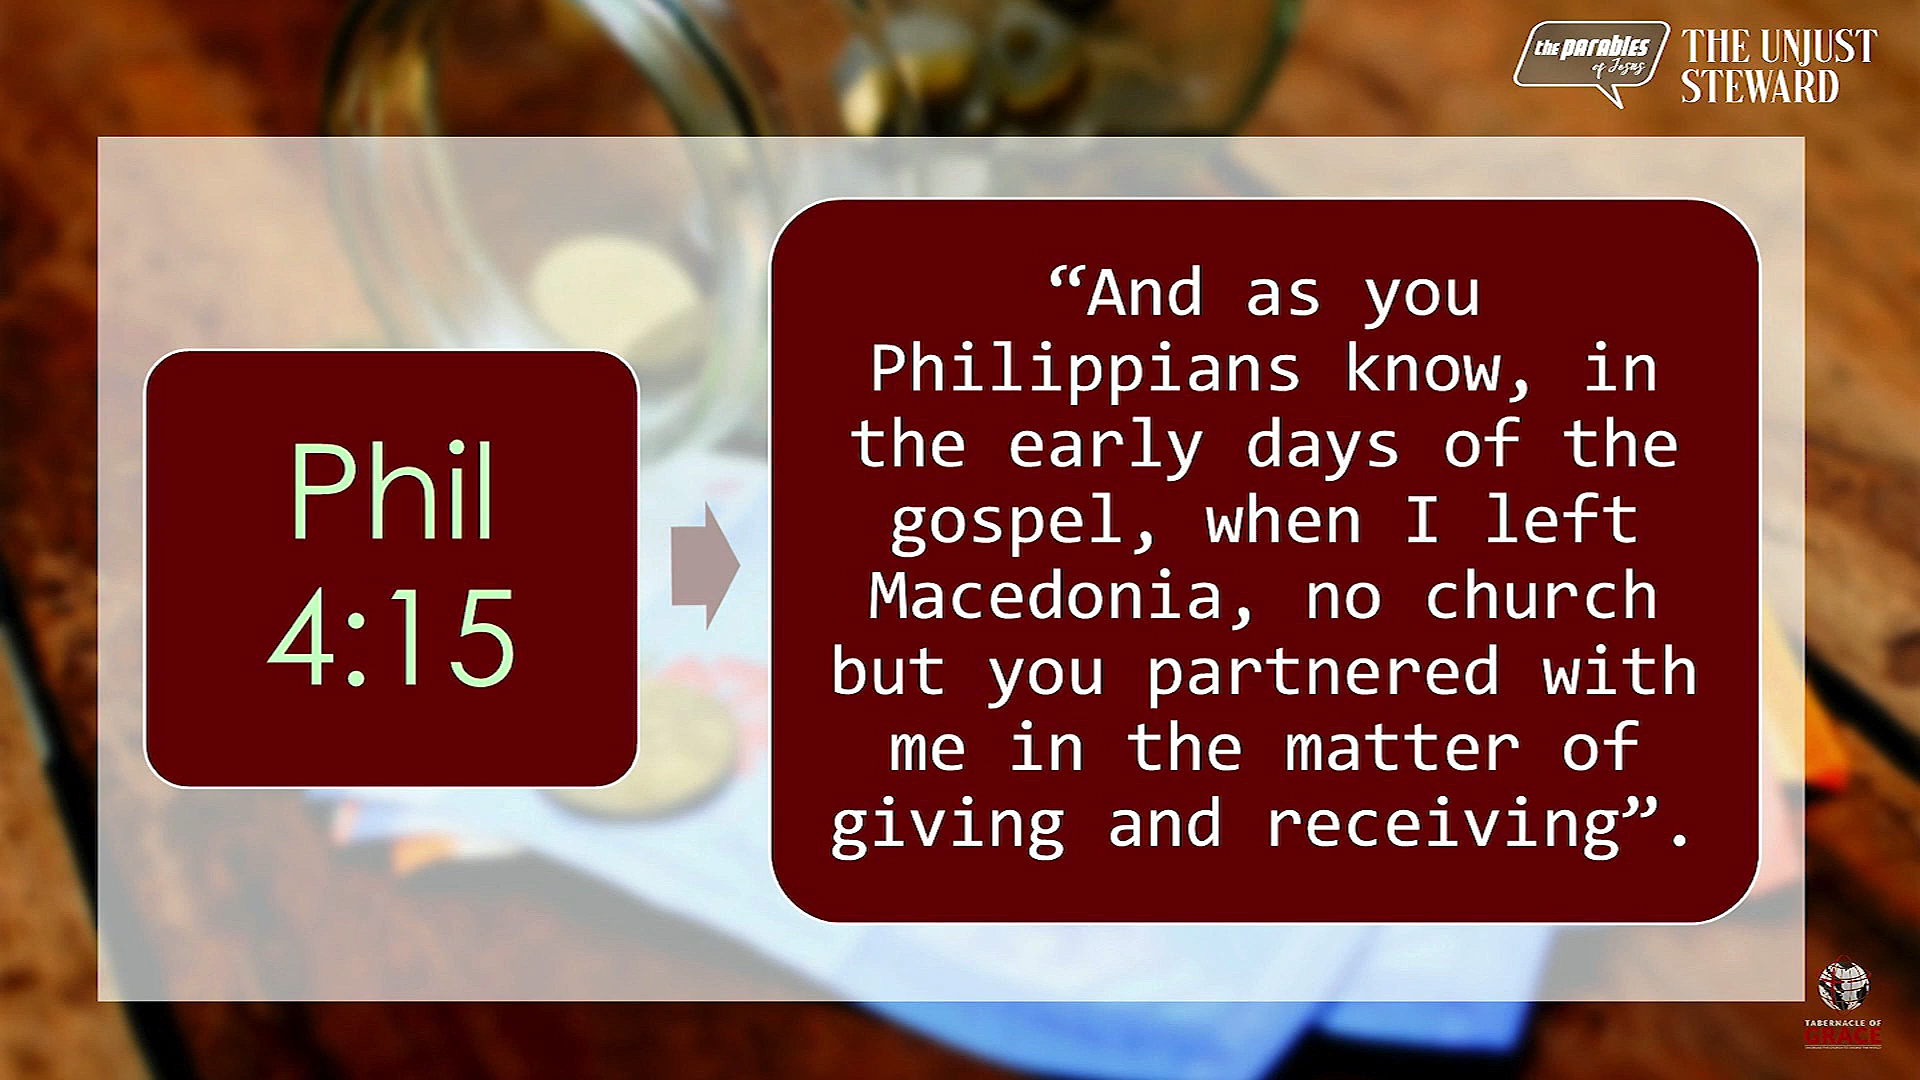 the parables
of Jesus
THE UNJUST
STEWARD
Phil
4:15
“And as you
Philippians know, in
the early days of the
gospel, when I left
Macedonia, no church
but you partnered with
me in the matter of
giving and receiving”.
TABERNACLE OF
GRACE